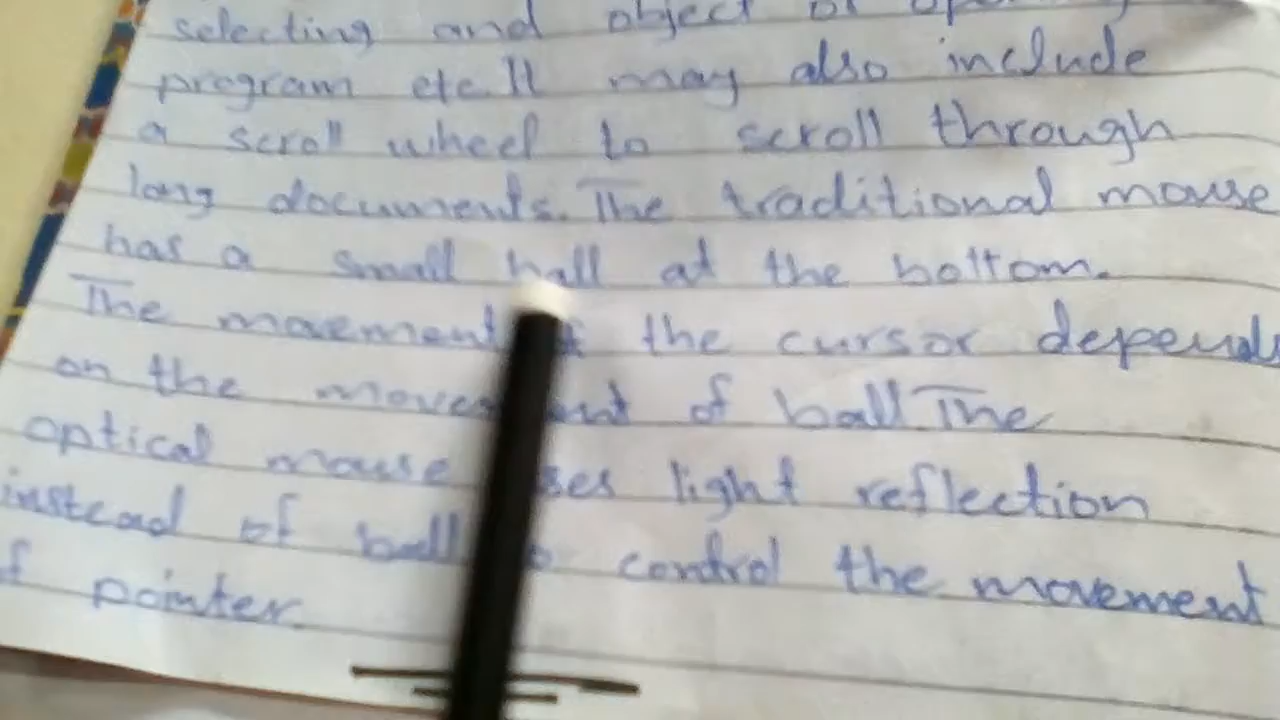 selecting and object or
program etc. It may also include
a scroll wheel to scroll through
long documents. The traditional mouse
has a small ball at the bottom.
The movement the cursor depends
on the movement of ball The
optical mouse light reflection
instead of ball control the movement
pointer.